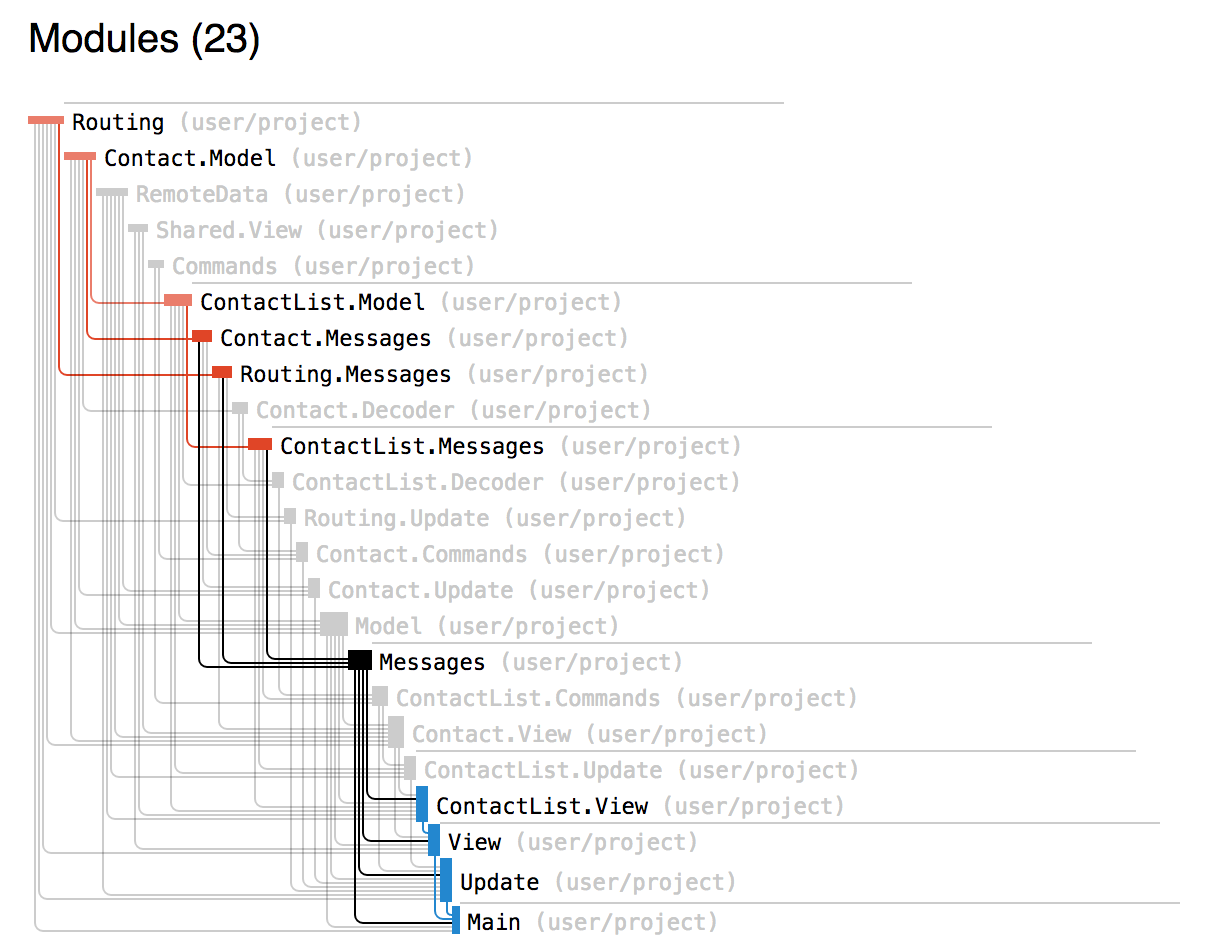 Modules (23)
Routing (user/project)
Contact.Model (user/project)
RemoteData (user/project)
Shared.View (user/project)
Commands (user/project)
ContactList.Model (user/project)
Contact.Messages (user/project)
Routing.Messages (user/project)
Contact.Decoder (user/project)
ContactList.Messages (user/project)
ContactList.Decoder (user/project)
Routing.Update (user/project)
Contact.Commands (user/project)
Contact.Update (user/project)
Model (user/project)
Messages (user/project)
ContactList.Commands (user/project)
Contact.View (user/project)
ContactList.Update (user/project)
ContactList.View (user/project)
View (user/project)
Update (user/project)
Main (user/project)